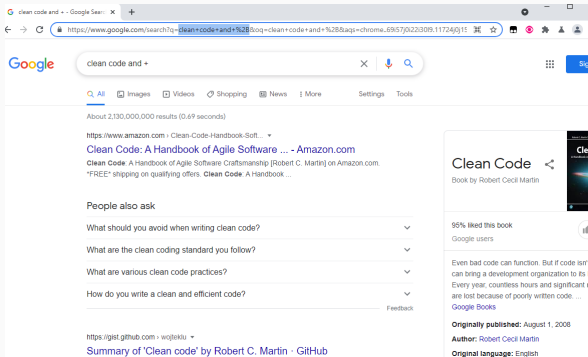 clean code and + - Google Sear
https://www.google.com/search?q=clean+code+and+%2B&oq=clean+code+and+%2B&aqs=chrome..69i57j0i22i30l9.11724j0j15
Google
clean code and +
Sig
All Images Videos Shopping News More Settings Tools
About 2,130,000,000 results (0.69 seconds)
https://www.amazon.com › Clean-Code-Handbook-Soft...
Clean Code: A Handbook of Agile Software ... - Amazon.com
Clean Code: A Handbook of Agile Software Craftsmanship [Robert C. Martin] on Amazon.com.
*FREE* shipping on qualifying offers. Clean Code: A Handbook ...
People also ask
What should you avoid when writing clean code?
What are the clean coding standard you follow?
What are various clean code practices?
How do you write a clean and efficient code?
Feedback
https://gist.github.com › wojteklu
Summary of 'Clean code' by Robert C. Martin · GitHub
Clean Code
Book by Robert Cecil Martin
Cle
95% liked this book
Google users
Even bad code can function. But if code isn'
can bring a development organization to its
Every year, countless hours and significant
are lost because of poorly written code. ...
Google Books
Originally published: August 1, 2008
Author: Robert Cecil Martin
Original language: English